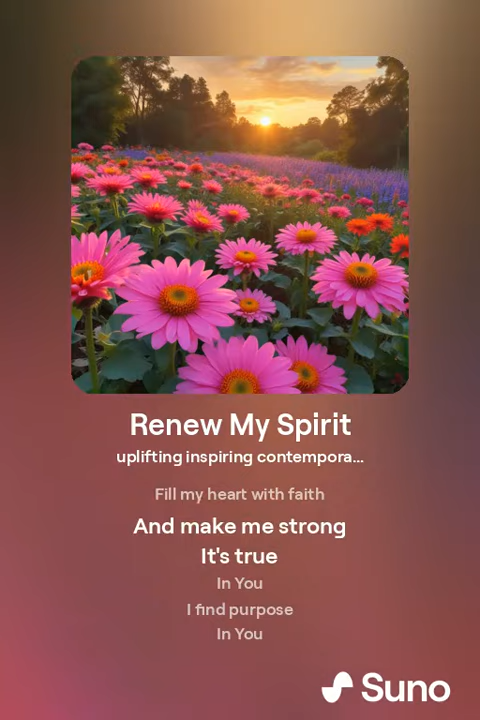 Renew My Spirit
uplifting inspiring contempora...
Fill my heart with faith
And make me strong
It's true
In You
I find purpose
In You
Suno